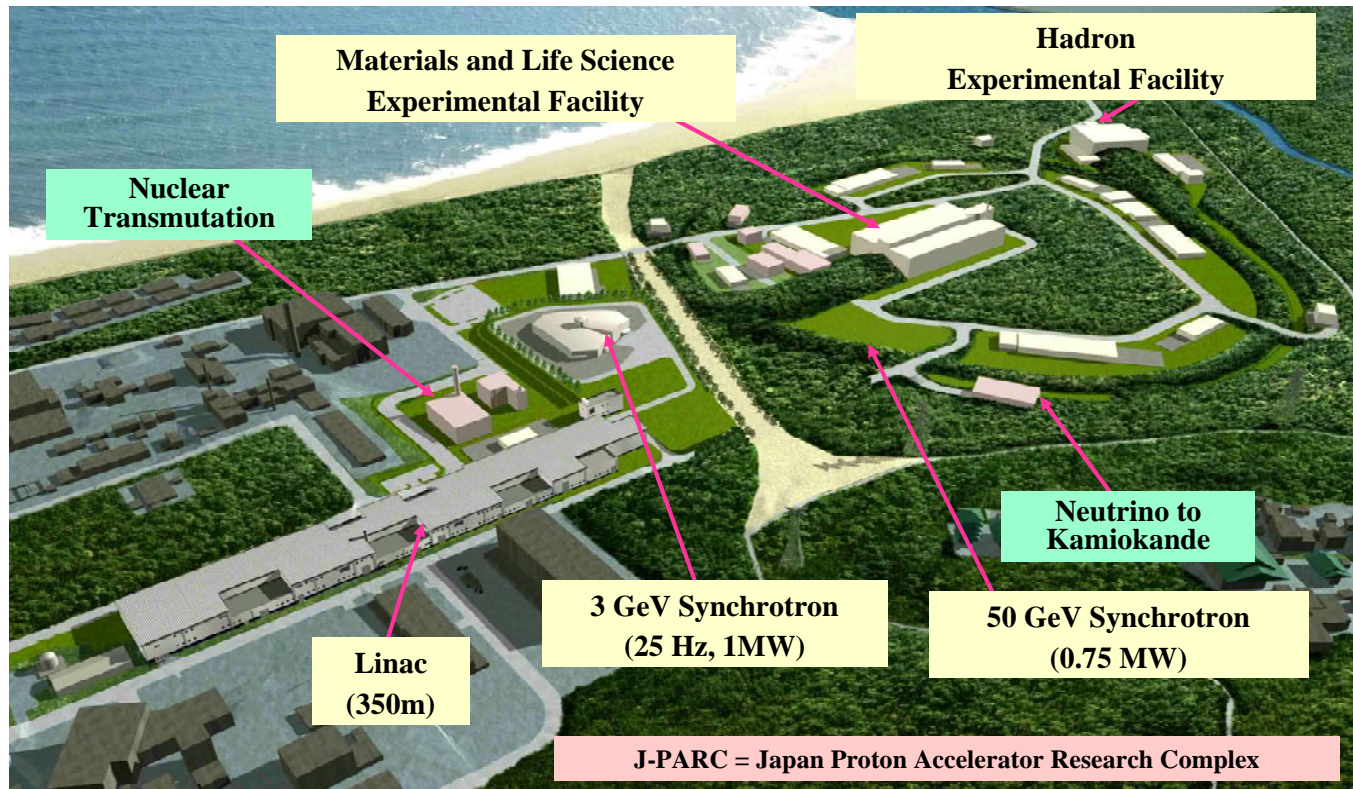 Hadron
Experimental Facility
Materials and Life Science
Experimental Facility
Nuclear
Transmutation
Neutrino to
Kamiokande
3 GeV Synchrotron
(25 Hz, 1MW)
50 GeV Synchrotron
(0.75 MW)
Linac
(350m)
J-PARC = Japan Proton Accelerator Research Complex